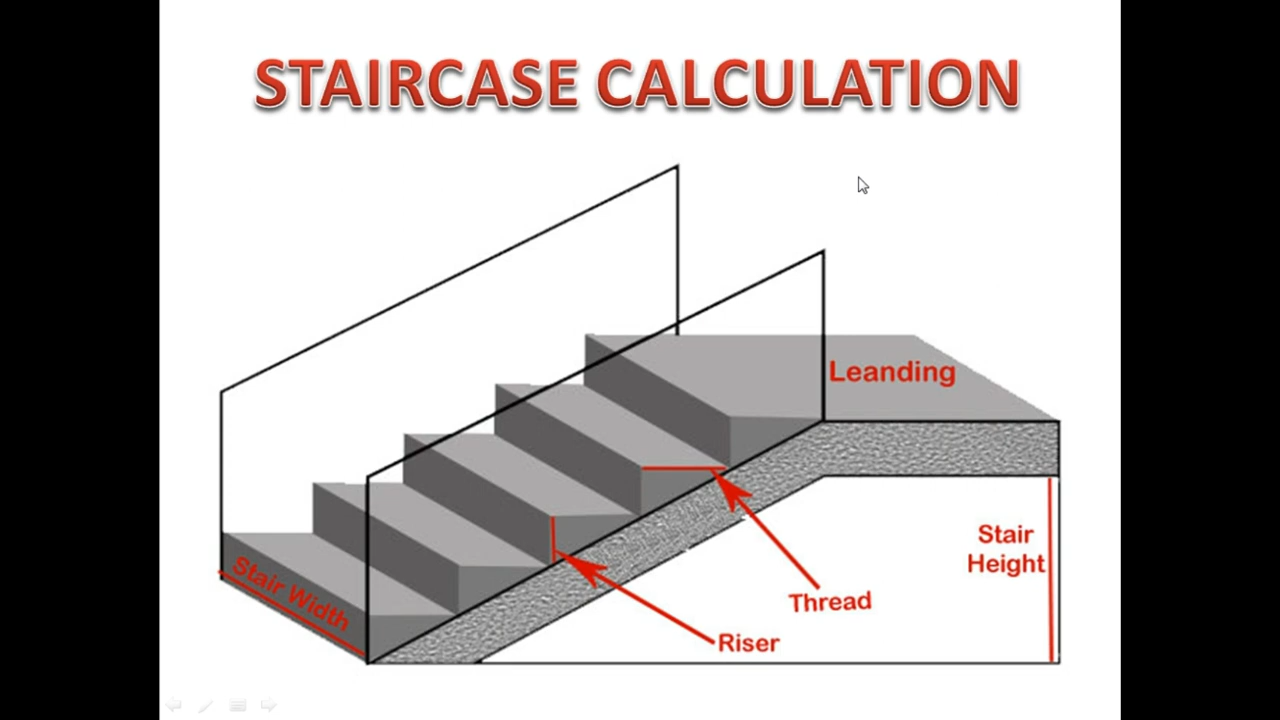 STAIRCASE CALCULATION
Leanding
Stair
Height
Stair Width
Thread
Riser